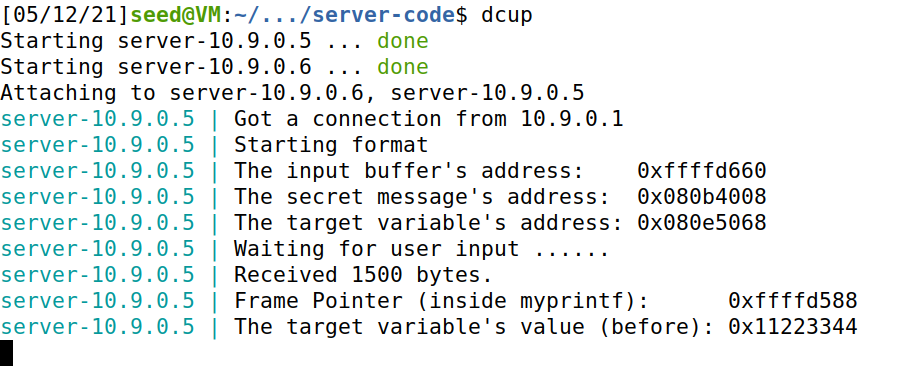 [05/12/21]seed@VM:~/.../server-code$ dcup
Starting server-10.9.0.5 ... done
Starting server-10.9.0.6 ... done
Attaching to server-10.9.0.6, server-10.9.0.5
server-10.9.0.5 | Got a connection from 10.9.0.1
server-10.9.0.5 | Starting format
server-10.9.0.5 | The input buffer's address:    0xffffd660
server-10.9.0.5 | The secret message's address:  0x080b4008
server-10.9.0.5 | The target variable's address: 0x080e5068
server-10.9.0.5 | Waiting for user input ......
server-10.9.0.5 | Received 1500 bytes.
server-10.9.0.5 | Frame Pointer (inside myprintf):      0xffffd588
server-10.9.0.5 | The target variable's value (before): 0x11223344